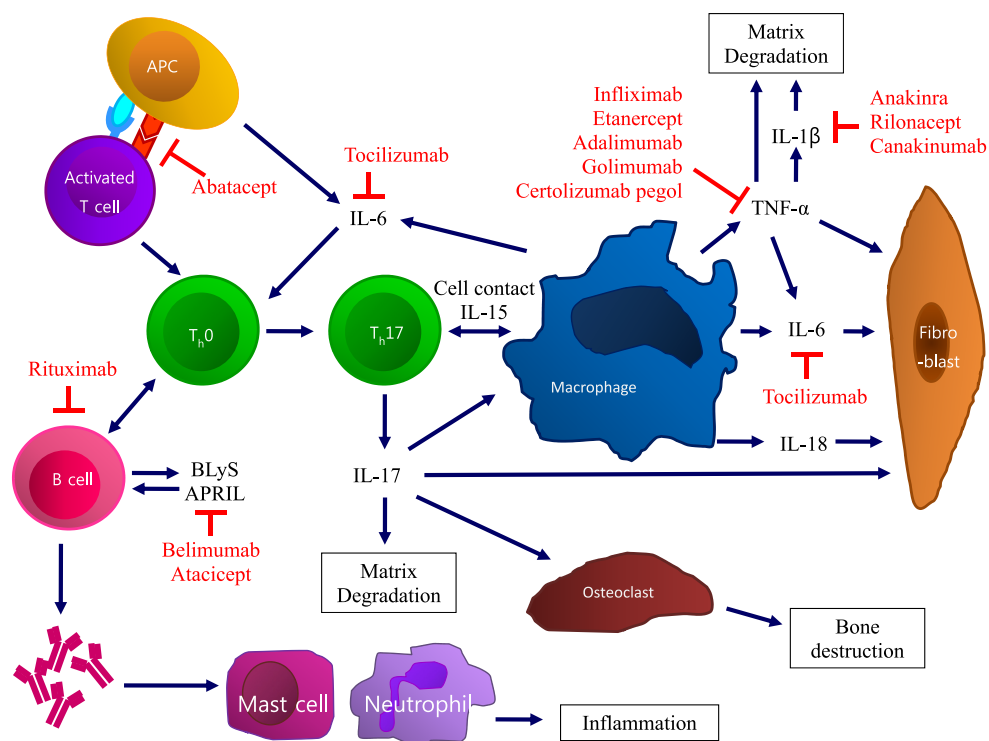 Matrix
Degradation
APC
Infliximab
Etanercept
Adalimumab
Golimumab
Certolizumab pegol
Anakinra
Rilonacept
Canakinumab
IL-1β
Tocilizumab
Activated
T cell
Abatacept
IL-6
TNF-α
Cell contact
IL-15
Th0
Th17
IL-6
Fibro
-blast
Macrophage
Rituximab
Tocilizumab
IL-18
B cell
BLyS
APRIL
IL-17
Belimumab
Atacicept
Matrix
Degradation
Osteoclast
Bone
destruction
Mast cell
Neutrophil
Inflammation